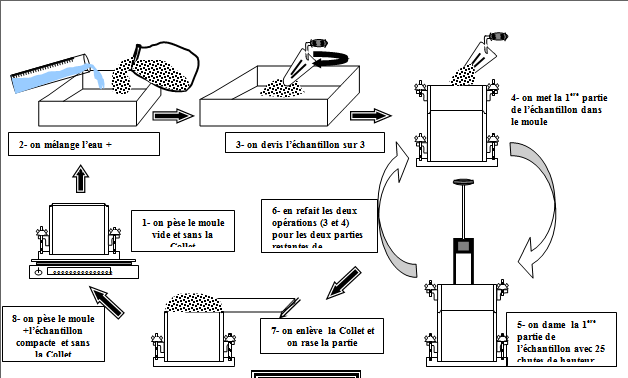 2- on mélange l'eau +
3- on devis l'échantillon sur 3
4- on met la 1ère partie
de l'échantillon dans
le moule
1- on pèse le moule
vide et sans la
Collet
6- en refait les deux
opérations (3 et 4)
pour les deux parties
restantes de
8- on pèse le moule
+l'échantillon
compacte et sans
la Collet
7- on enlève la Collet et
on rase la partie
5- on dame la 1ère
partie de
l'échantillon avec 25
chutes de hauteur